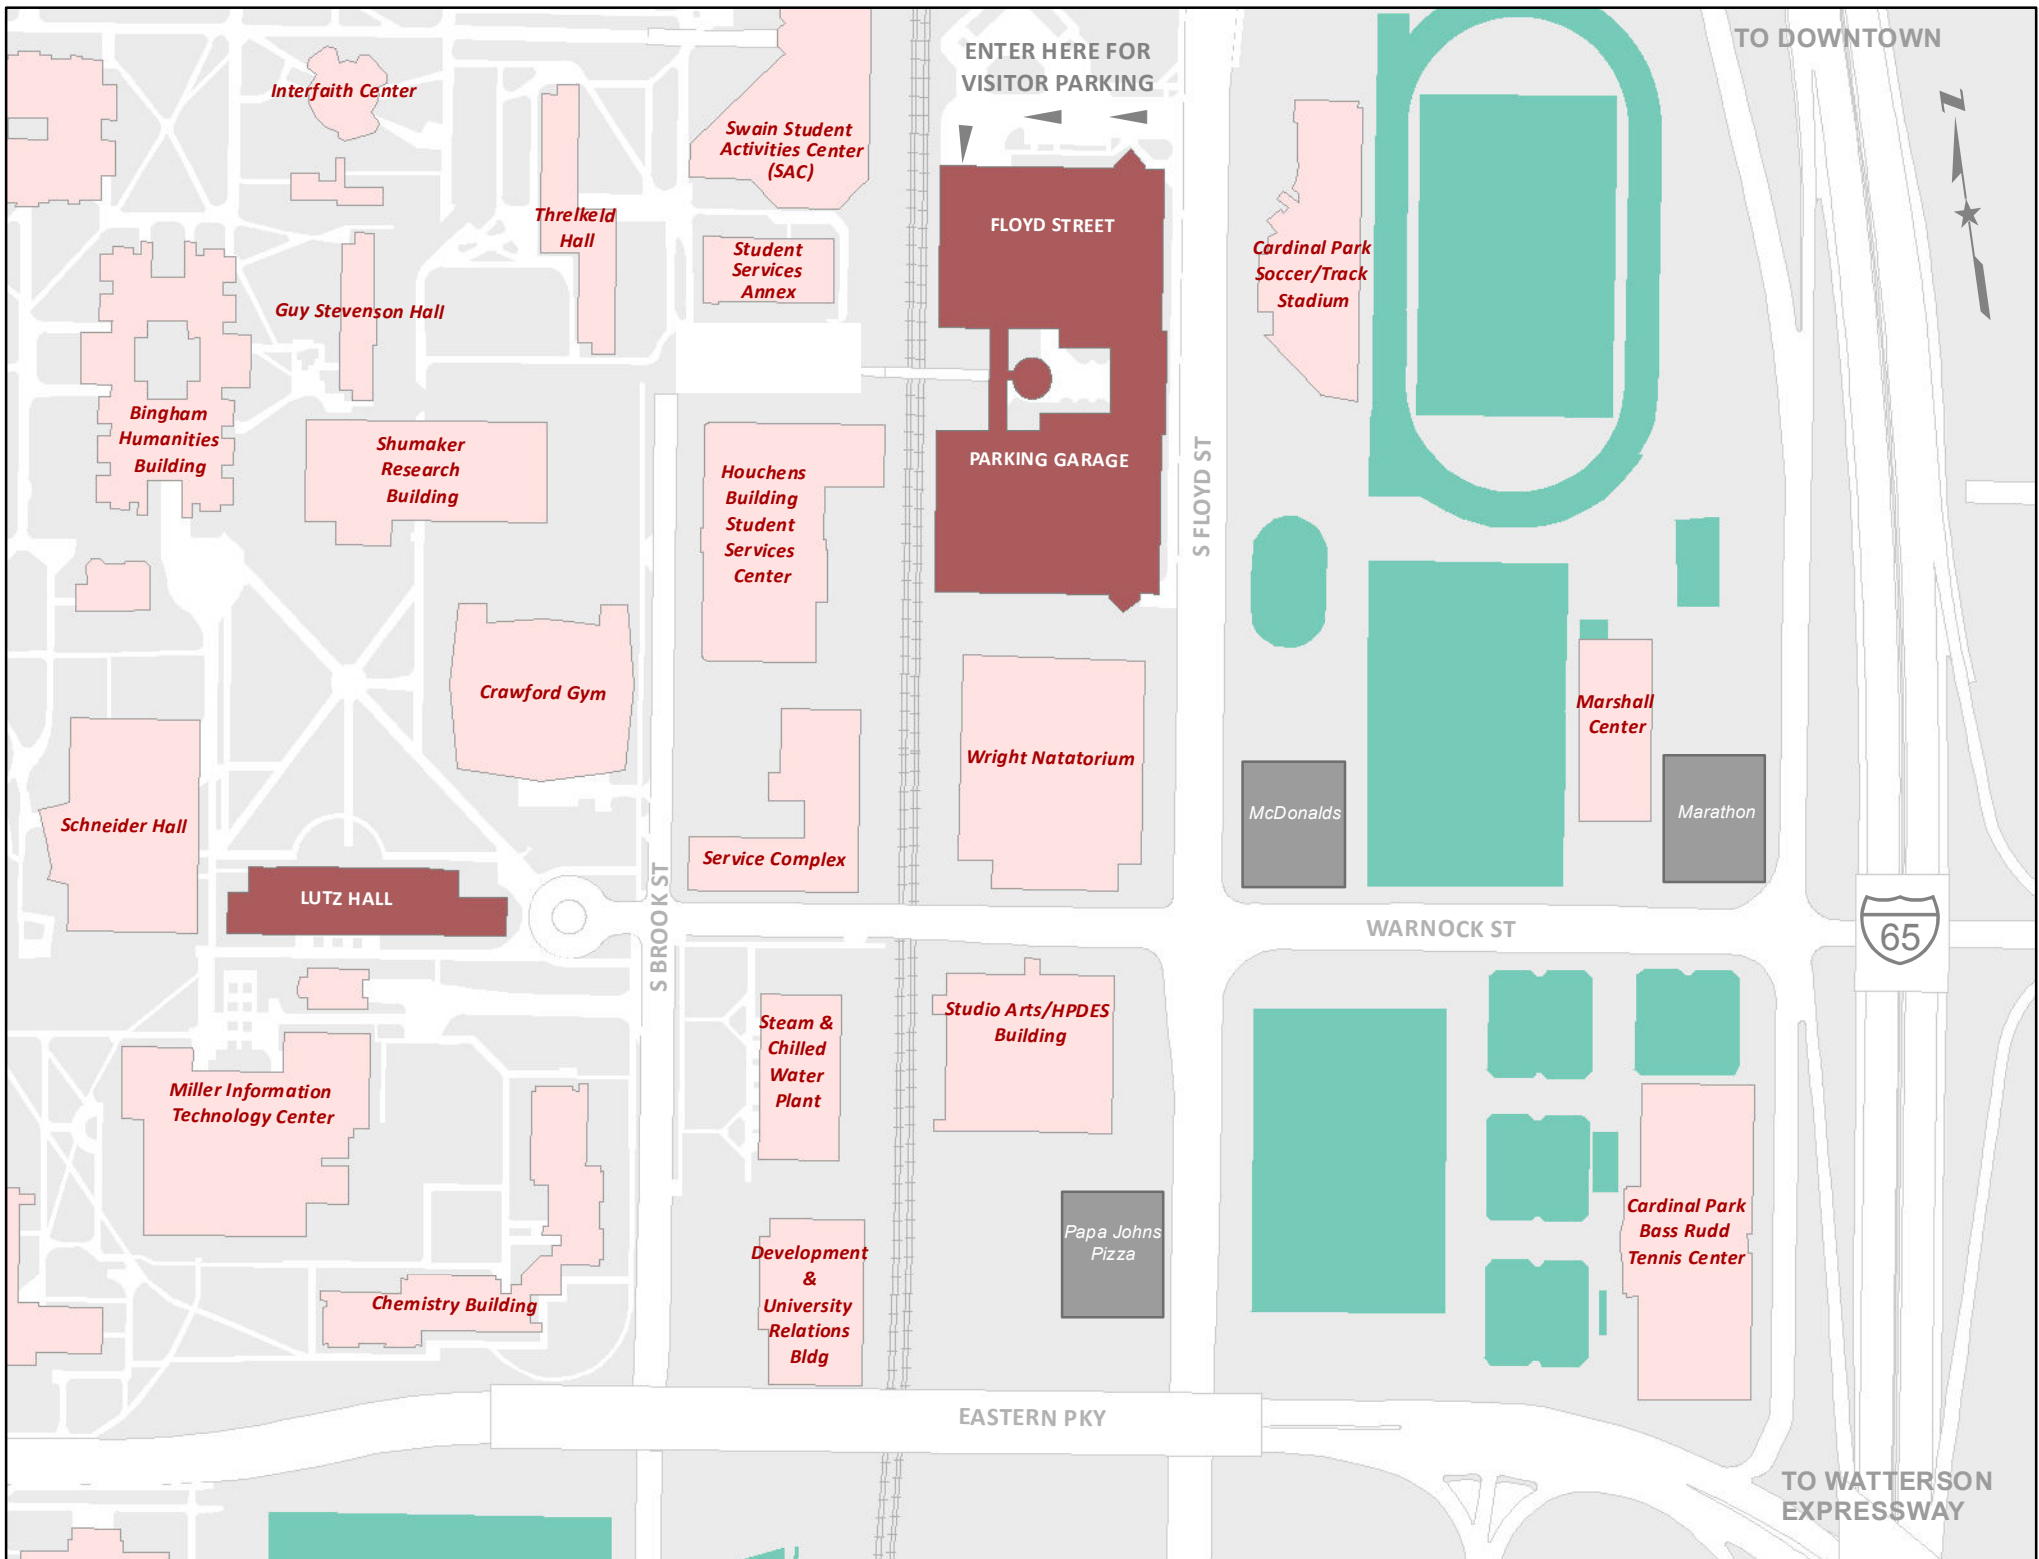 TO DOWNTOWN
ENTER HERE FOR
VISITOR PARKING
N
Interfaith Center
Swain Student
Activities Center
(SAC)
Threlkeld
Hall
FLOYD STREET
Student
Services
Annex
Cardinal Park
Soccer/Track
Stadium
Guy Stevenson Hall
Bingham
Humanities
Building
Shumaker
Research
Building
Houchens
Building
Student
Services
Center
PARKING GARAGE
S FLOYD ST
Crawford Gym
Marshall
Center
Wright Natatorium
McDonalds
Marathon
Schneider Hall
Service Complex
LUTZ HALL
S BROOK ST
WARNOCK ST
65
Studio Arts/HPDES
Building
Steam &
Chilled
Water
Plant
Miller Information
Technology Center
Papa Johns
Pizza
Cardinal Park
Bass Rudd
Tennis Center
Development
&
University
Relations
Bldg
Chemistry Building
EASTERN PKY
TO WATTERSON
EXPRESSWAY